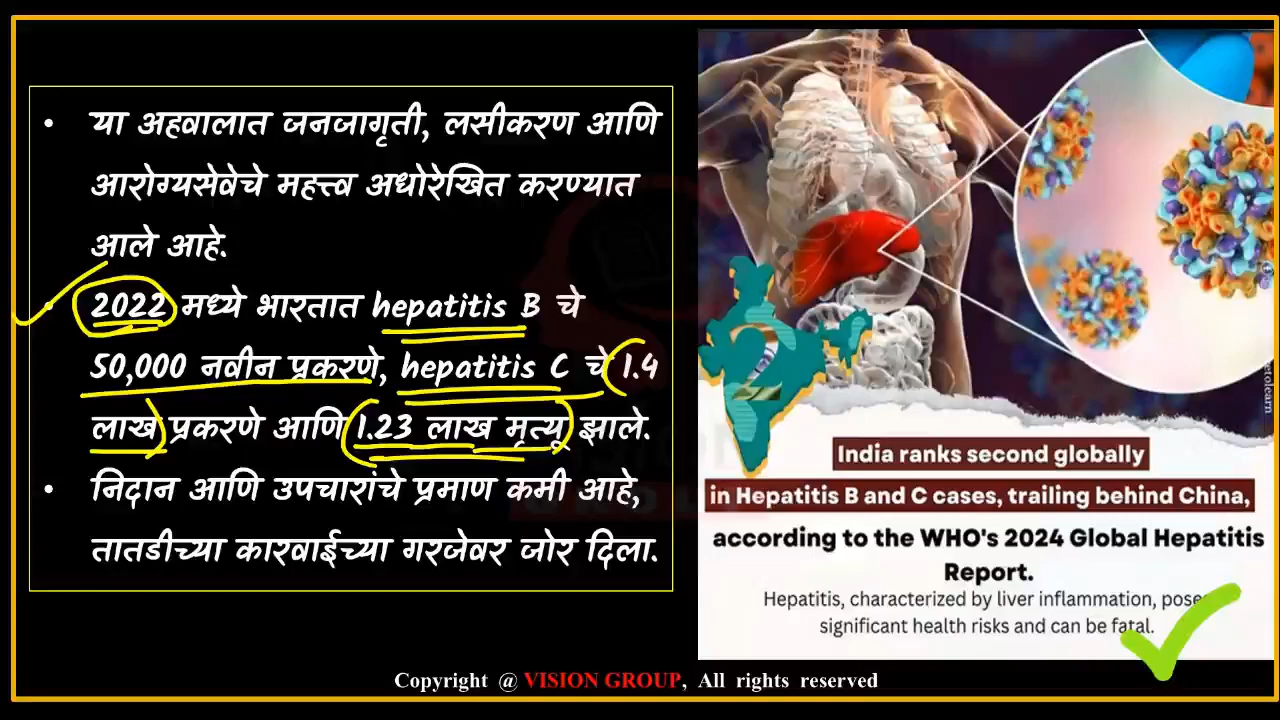 • या अहवालात जनजागृती, लसीकरण आणि
आरोग्यसेवेचे महत्त्व अधोरेखित करण्यात
आले आहे.
• 2022 मध्ये भारतात hepatitis B चे
50,000 नवीन प्रकरणे, hepatitis C चे 1.4
लाख प्रकरणे आणि 1.23 लाख मृत्यू झाले.
• निदान आणि उपचारांचे प्रमाण कमी आहे,
तातडीच्या कारवाईच्या गरजेवर जोर दिला.
2
India ranks second globally
in Hepatitis B and C cases, trailing behind China,
according to the WHO's 2024 Global Hepatitis
Report.
Hepatitis, characterized by liver inflammation, poses
significant health risks and can be fatal.
Copyright @ VISION GROUP, All rights reserved